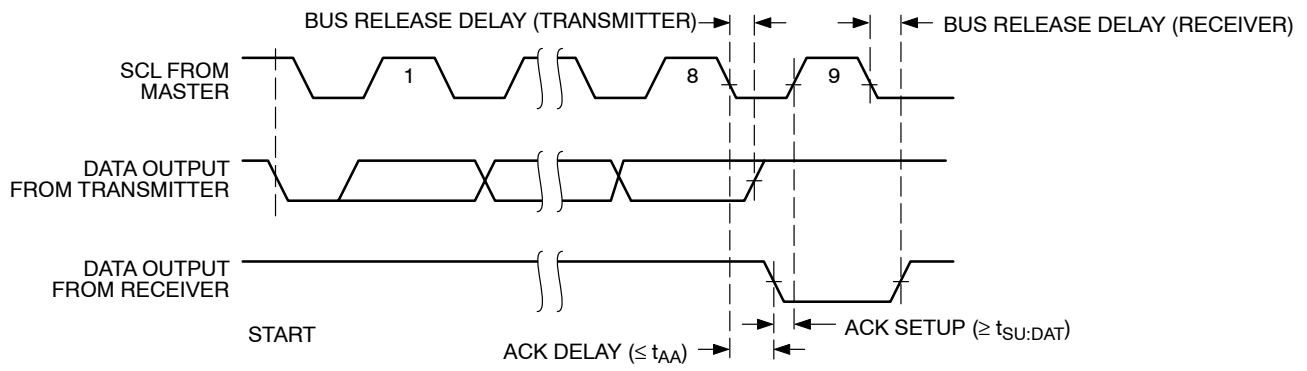 BUS RELEASE DELAY (TRANSMITTER)
BUS RELEASE DELAY (RECEIVER)
SCL FROM
MASTER
1
8
9
DATA OUTPUT
FROM TRANSMITTER
DATA OUTPUT
FROM RECEIVER
START
ACK SETUP (≥ tSU:DAT)
ACK DELAY (≤ tAA)